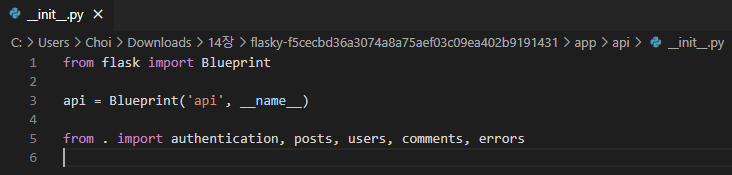 __init__.py ×
C: > Users > Choi > Downloads > 14장 > flasky-f5cecbd36a3074a8a75aef03c09ea402b9191431 > app > api > __init__.py
1 from flask import Blueprint
2
3 api = Blueprint('api', __name__)
4
5 from . import authentication, posts, users, comments, errors
6